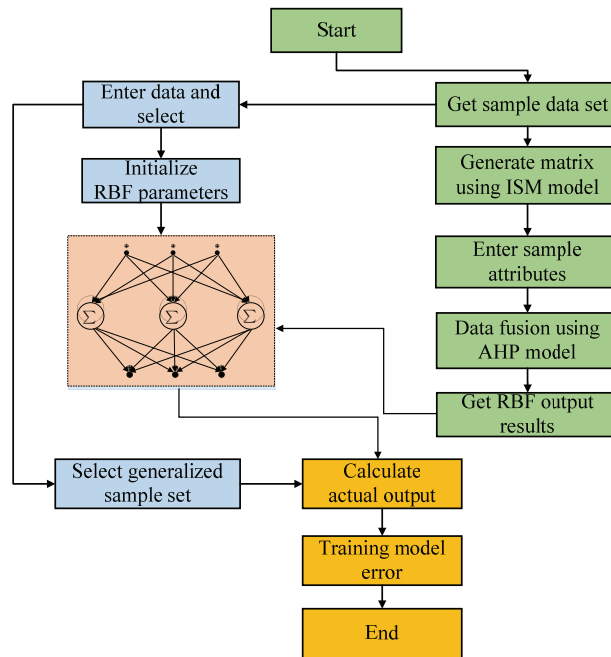 Start
Enter data and
select
Get sample data set
Initialize
RBF parameters
Generate matrix
using ISM model
Enter sample
attributes
Σ Σ Σ
Data fusion using
AHP model
Get RBF output
results
Select generalized
sample set
Calculate
actual output
Training model
error
End